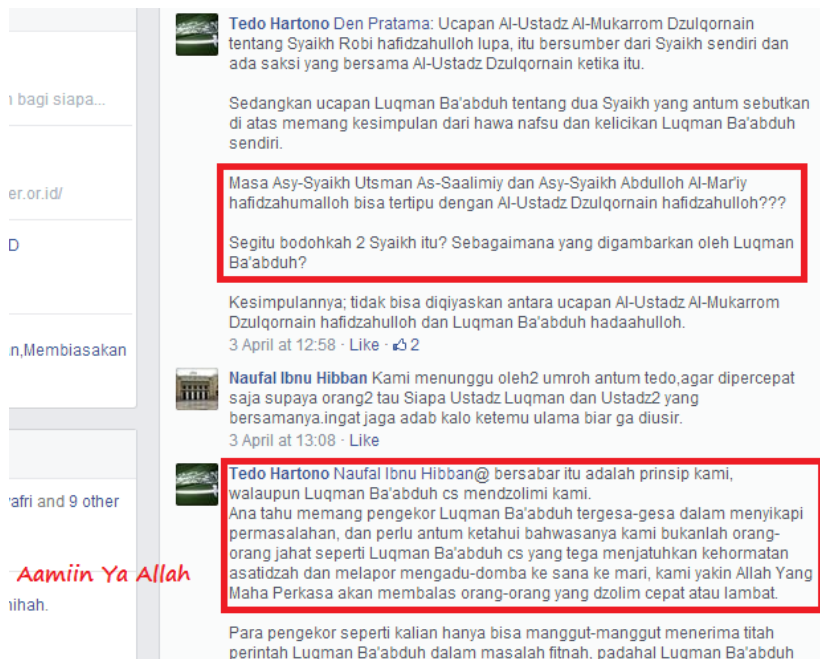 Tedo Hartono Den Pratama: Ucapan Al-Ustadz Al-Mukarrom Dzulqornain
tentang Syaikh Robi hafidzahulloh lupa, itu bersumber dari Syaikh sendiri dan
ada saksi yang bersama Al-Ustadz Dzulqornain ketika itu.
Sedangkan ucapan Luqman Ba'abduh tentang dua Syaikh yang antum sebutkan
di atas memang kesimpulan dari hawa nafsu dan kelicikan Luqman Ba'abduh
sendiri.
Masa Asy-Syaikh Utsman As-Saalimiy dan Asy-Syaikh Abdulloh Al-Mar'iy
hafidzahumalloh bisa tertipu dengan Al-Ustadz Dzulqornain hafidzahulloh???
Segitu bodohkah 2 Syaikh itu? Sebagaimana yang digambarkan oleh Luqman
Ba'abduh?
Kesimpulannya; tidak bisa diqiyaskan antara ucapan Al-Ustadz Al-Mukarrom
Dzulqornain hafidzahulloh dan Luqman Ba'abduh hadaahulloh.
3 April at 12:58 · Like · 2
Naufal Ibnu Hibban Kami menunggu oleh2 umroh antum tedo,agar dipercepat
saja supaya orang2 tau Siapa Ustadz Luqman dan Ustadz2 yang
bersamanya.ingat jaga adab kalo ketemu ulama biar ga diusir.
3 April at 13:08 · Like
Tedo Hartono Naufal Ibnu Hibban@ bersabar itu adalah prinsip kami,
walaupun Luqman Ba'abduh cs mendzolimi kami.
Ana tahu memang pengekor Luqman Ba'abduh tergesa-gesa dalam menyikapi
permasalahan, dan perlu antum ketahui bahwasanya kami bukanlah orang-
orang jahat seperti Luqman Ba'abduh cs yang tega menjatuhkan kehormatan
asatidzah dan melapor mengadu-domba ke sana ke mari, kami yakin Allah Yang
Maha Perkasa akan membalas orang-orang yang dzolim cepat atau lambat.
Para pengekor seperti kalian hanya bisa manggut-manggut menerima titah
perintah Luqman Ba'abduh dalam masalah fitnah, padahal Luqman Ba'abduh
bagi siapa...
er.or.id/
D
n,Membiasakan
afri and 9 other
Aamiin Ya Allah
nihah.